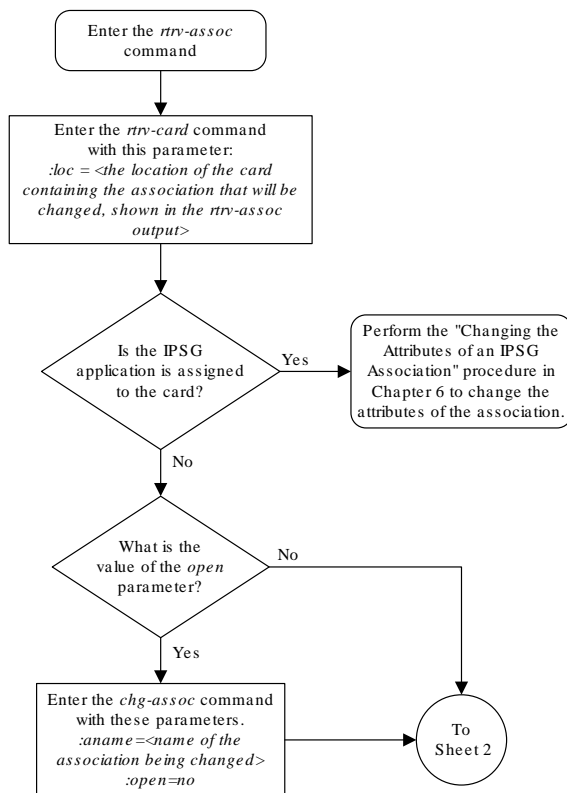 Enter the rtrv-assoc
command
Enter the rtrv-card command
with this parameter:
:loc = <the location of the card
containing the association that will be
changed, shown in the rtrv-assoc
output>
Is the IPSG
application is assigned
to the card?
Yes
Perform the "Changing the
Attributes of an IPSG
Association" procedure in
Chapter 6 to change the
attributes of the association.
No
What is the
value of the open
parameter?
No
Yes
Enter the chg-assoc command
with these parameters.
:aname=<name of the
association being changed>
:open=no
To
Sheet 2